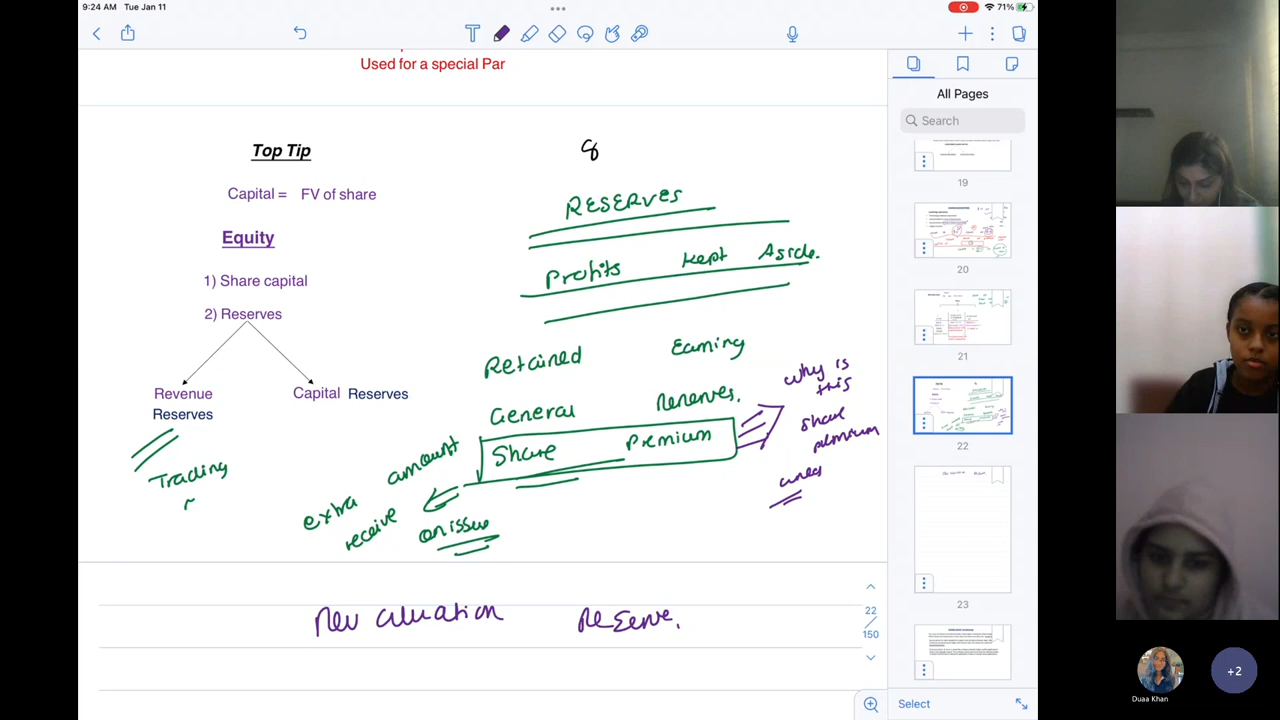 9:24 AM Tue Jan 11
71%
Used for a special Par
Top Tip
8
Capital = FV of share
RESERVES
Equity
Profits Kept Aside.
1) Share capital
2) Reserves
Retained Earning
why is
this
Revenue
Reserves
Capital Reserves
General Reserves.
share
premium
Share Premium
Trading
extra amount
receive
on issue
Reserve.
22
150
All Pages
Search
19
20
21
22
23
Select
Duaa Khan
+2